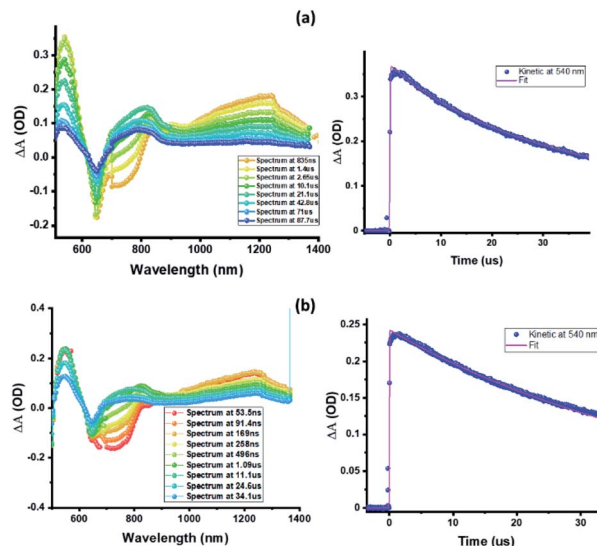 (a)
ΔA (OD)
0.3
0.2
0.1
0.0
-0.1
-0.2
Spectrum at 835ns
Spectrum at 1.4us
Spectrum at 2.65us
Spectrum at 10.1us
Spectrum at 21.1us
Spectrum at 42.8us
Spectrum at 71us
Spectrum at 87.7us
600 800 1000 1200 1400
Wavelength (nm)
ΔA (OD)
0.3
0.2
0.1
0
Kinetic at 540 nm
Fit
0 10 20 30
Time (us)
(b)
ΔA (OD)
0.4
0.2
0.0
-0.2
-0.4
Spectrum at 53.5ns
Spectrum at 91.4ns
Spectrum at 169ns
Spectrum at 258ns
Spectrum at 496ns
Spectrum at 1.09us
Spectrum at 11.1us
Spectrum at 24.6us
Spectrum at 34.1us
600 800 1000 1200 1400
Wavelength (nm)
ΔA (OD)
0.25
0.2
0.15
0.1
0.05
0
Kinetic at 540 nm
Fit
0 10 20 30
Time (us)